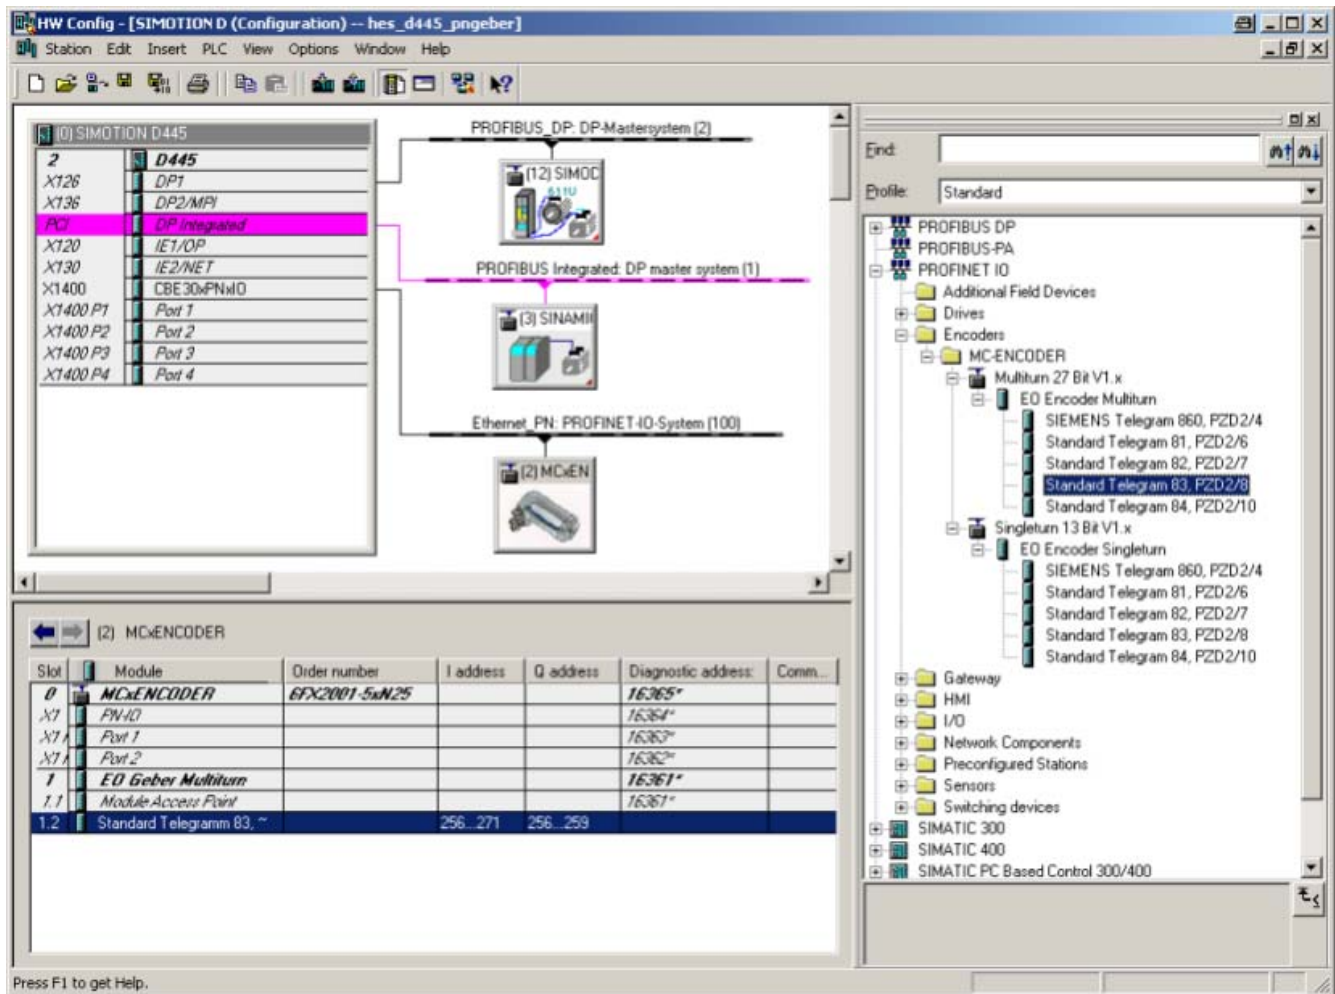 HW Config - [SIMOTION D (Configuration) -- hes_d445_pngeber]
Station Edit Insert PLC View Options Window Help
(0) SIMOTION D445
2 D445
X126 DP1
X136 DP2/MPI
PCI DP Integrated
X120 IE1/OP
X130 IE2/NET
X1400 CBE30xPNxIO
X1400 P1 Port 1
X1400 P2 Port 2
X1400 P3 Port 3
X1400 P4 Port 4
PROFIBUS_DP: DP-Mastersystem (2)
(12) SIMOD
611U
PROFIBUS Integrated: DP master system (1)
(3) SINAMI
Ethernet_PN: PROFINET-IO-System (100)
(2) MCxEN
Find:
Profile: Standard
PROFIBUS DP
PROFIBUS-PA
PROFINET IO
Additional Field Devices
Drives
Encoders
MC-ENCODER
Multiturn 27 Bit V1.x
EO Encoder Multiturn
SIEMENS Telegram 860, PZD2/4
Standard Telegram 81, PZD2/6
Standard Telegram 82, PZD2/7
Standard Telegram 83, PZD2/8
Standard Telegram 84, PZD2/10
Singleturn 13 Bit V1.x
EO Encoder Singleturn
SIEMENS Telegram 860, PZD2/4
Standard Telegram 81, PZD2/6
Standard Telegram 82, PZD2/7
Standard Telegram 83, PZD2/8
Standard Telegram 84, PZD2/10
Gateway
HMI
I/O
Network Components
Preconfigured Stations
Sensors
Switching devices
SIMATIC 300
SIMATIC 400
SIMATIC PC Based Control 300/400
(2) MCxENCODER
Slot Module Order number I address Q address Diagnostic address: Comm...
0 MCxENCODER 6FX2001-5xN25 16365*
X1 PN-IO 16364*
X1 Port 1 16363*
X1 Port 2 16362*
1 EO Geber Multiturn 16361*
1.1 Module Access Point 16361*
1.2 Standard Telegramm 83, ~ 256...271 256...259
Press F1 to get Help.